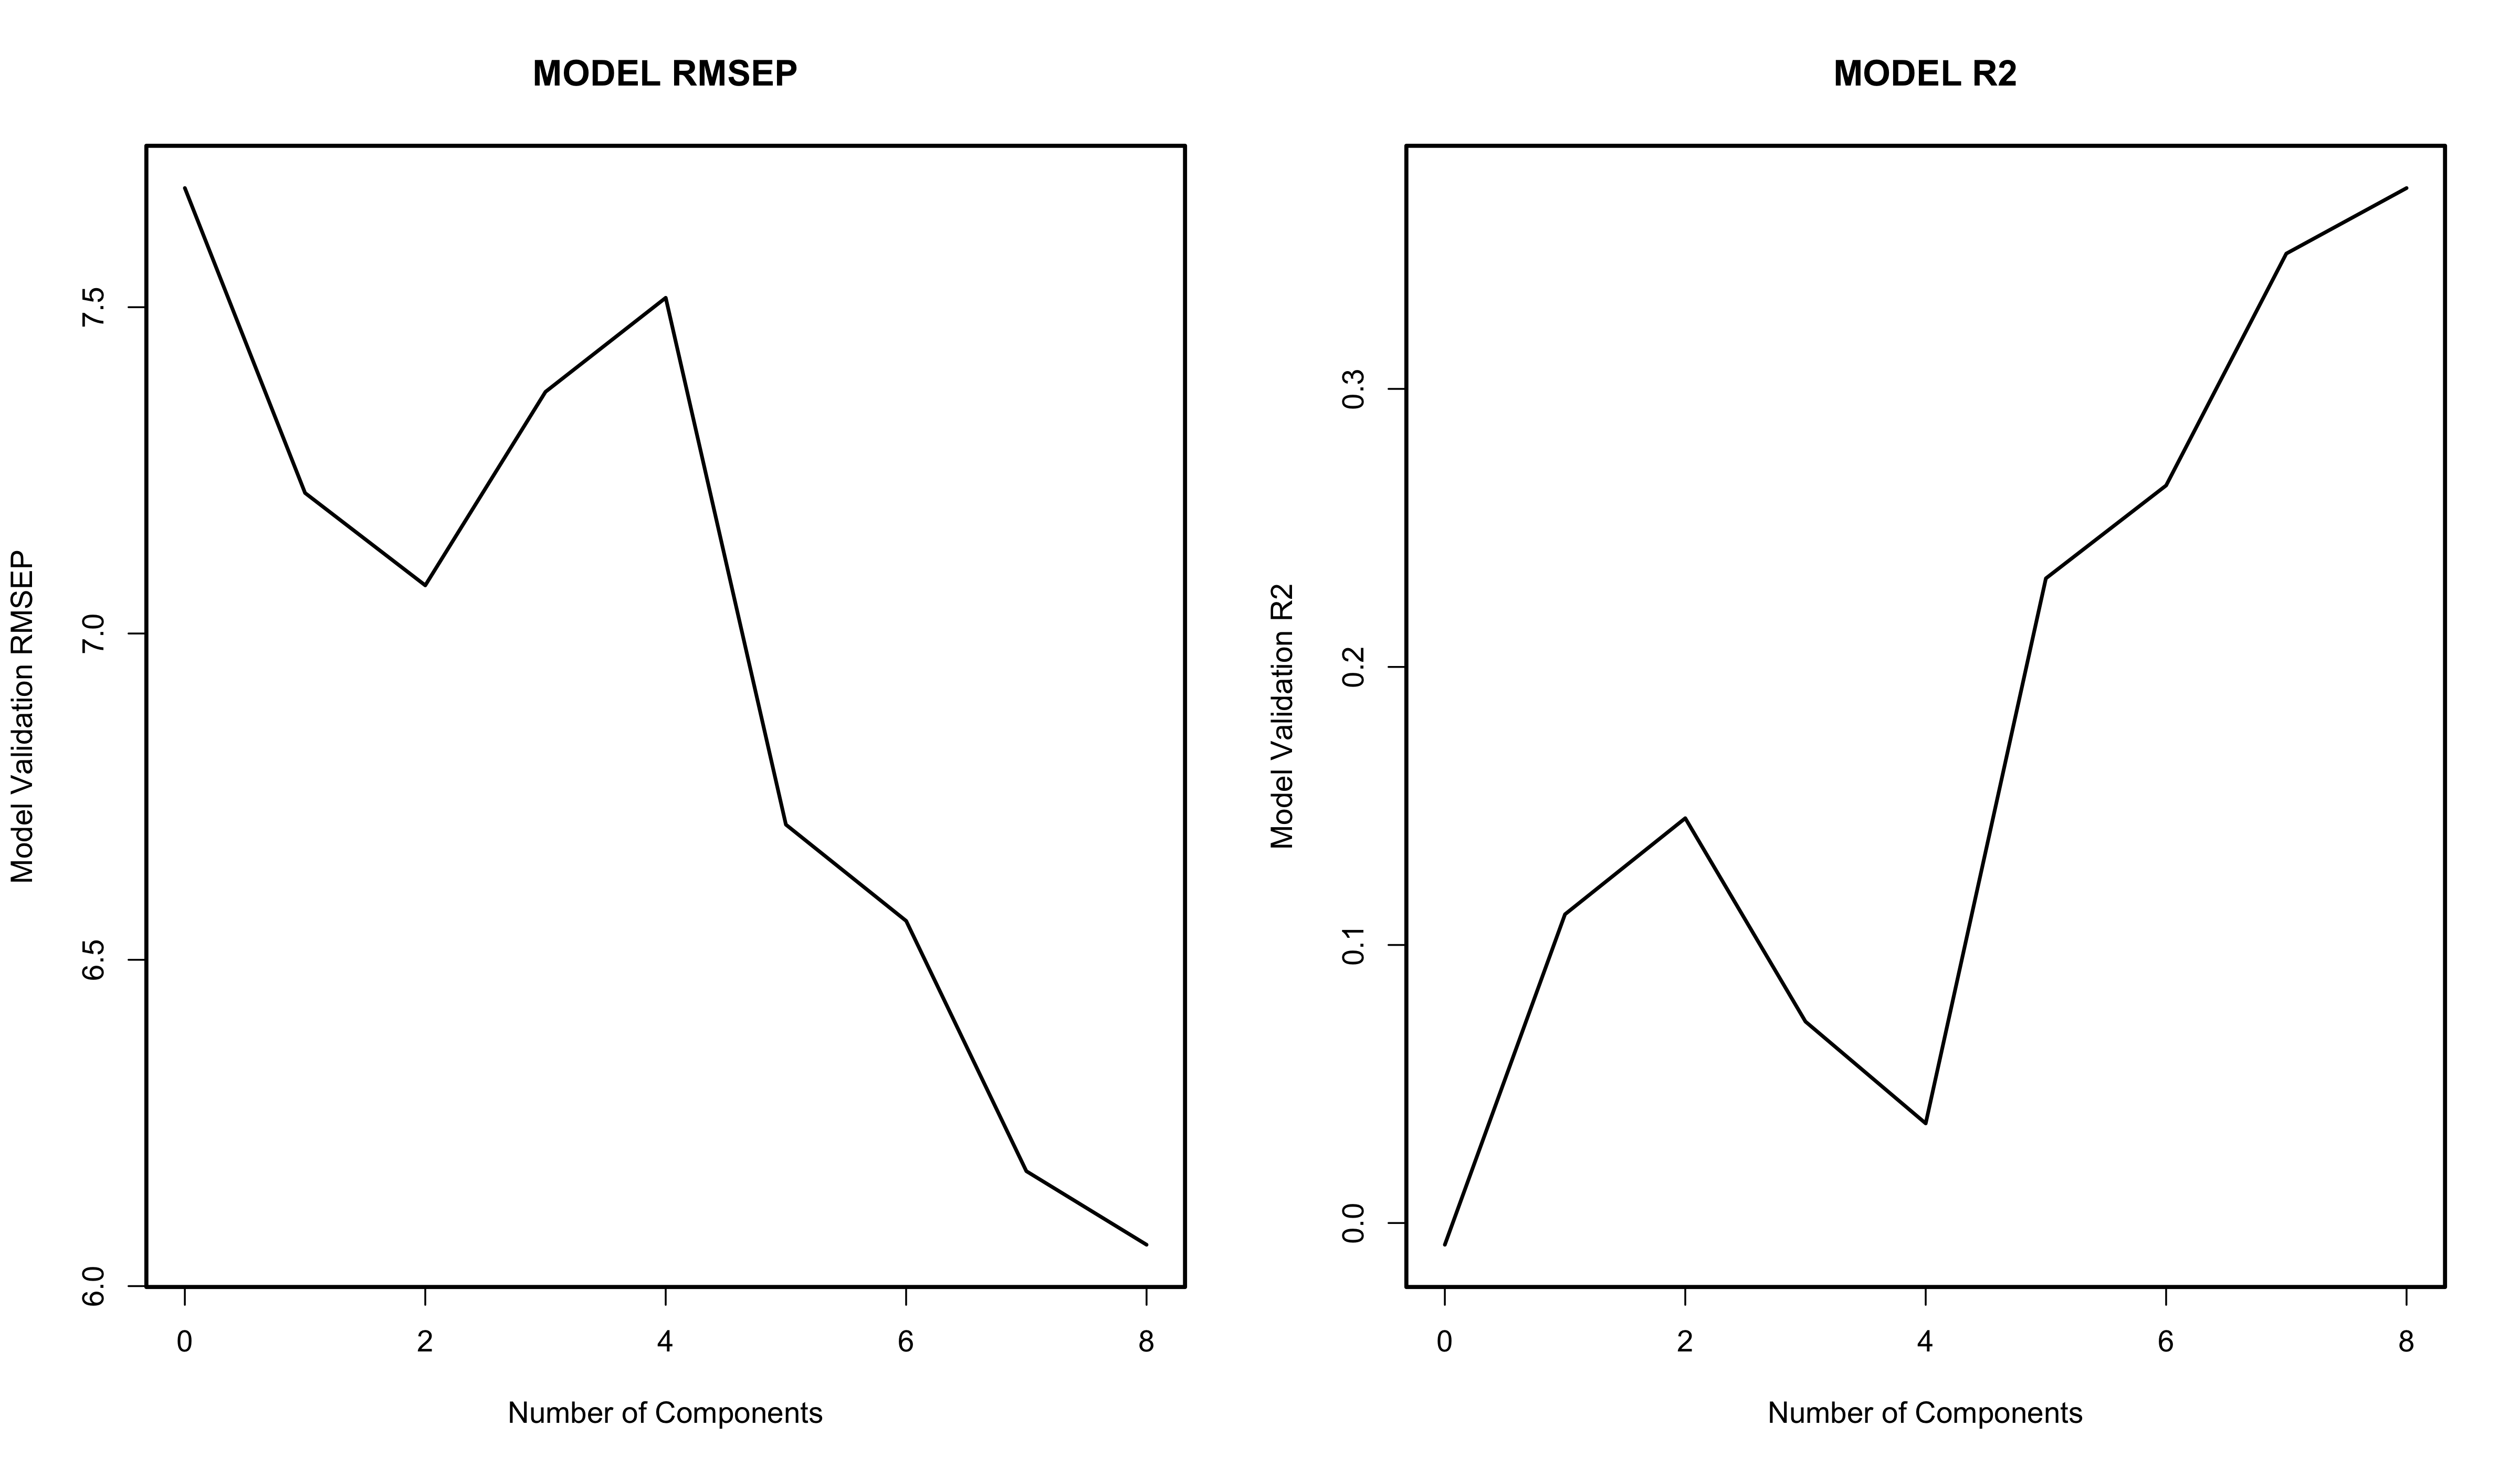 MODEL RMSEP
Model Validation RMSEP
7.5
7.0
6.5
6.0
0 2 4 6 8
Number of Components
MODEL R2
Model Validation R2
0.3
0.2
0.1
0.0
0 2 4 6 8
Number of Components